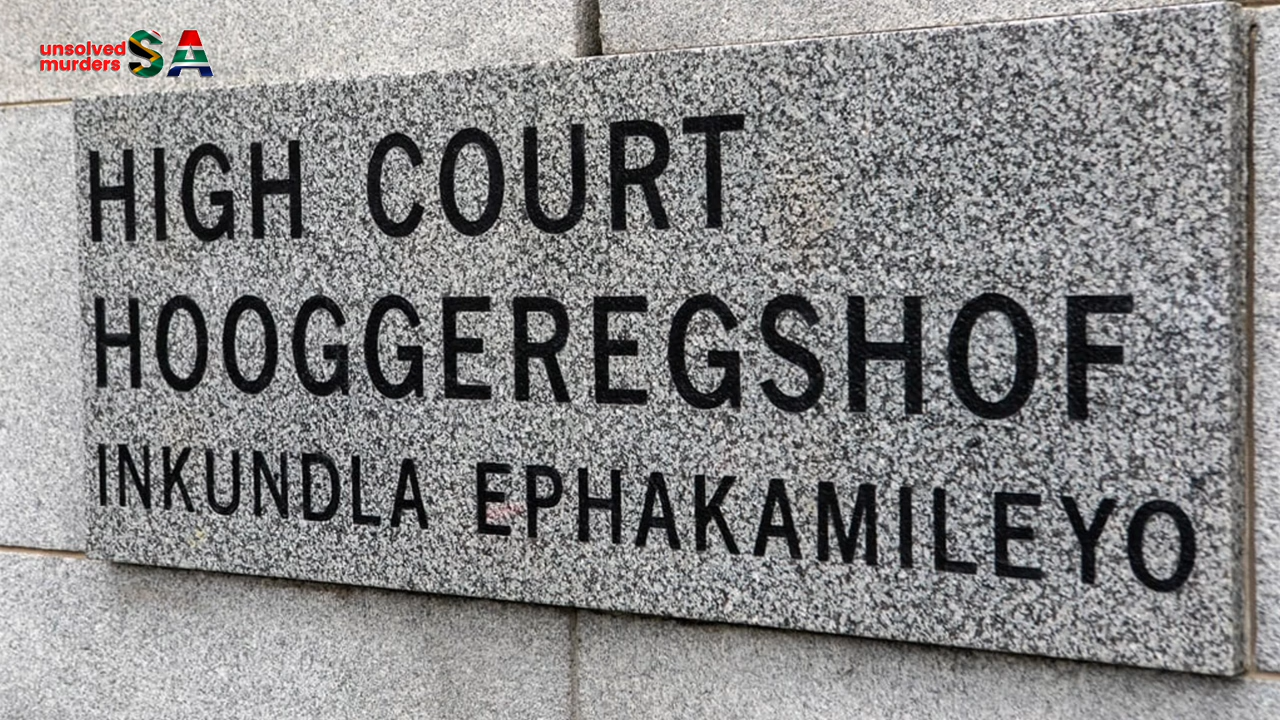 unsolved
murders SA
HIGH COURT
HOOGGEREGSHOF
INKUNDLA EPHAKAMILEYO